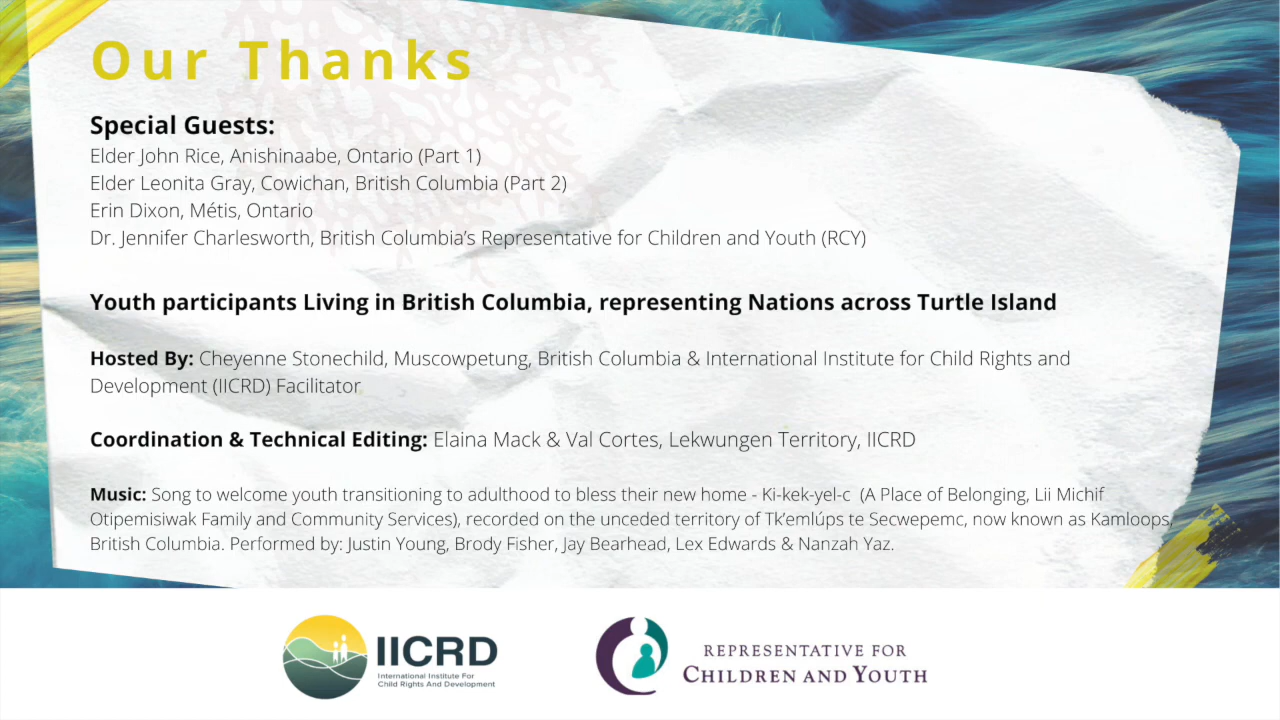 Our Thanks
Special Guests:
Elder John Rice, Anishinaabe, Ontario (Part 1)
Elder Leonita Gray, Cowichan, British Columbia (Part 2)
Erin Dixon, Métis, Ontario
Dr. Jennifer Charlesworth, British Columbia's Representative for Children and Youth (RCY)
Youth participants Living in British Columbia, representing Nations across Turtle Island
Hosted By: Cheyenne Stonechild, Muscowpetung, British Columbia & International Institute for Child Rights and
Development (IICRD) Facilitator
Coordination & Technical Editing: Elaina Mack & Val Cortes, Lekwungen Territory, IICRD
Music: Song to welcome youth transitioning to adulthood to bless their new home - Ki-kek-yel-c (A Place of Belonging, Lii Michif
Otipemisiwak Family and Community Services), recorded on the unceded territory of Tk'emlúps te Secwepemc, now known as Kamloops,
British Columbia. Performed by: Justin Young, Brody Fisher, Jay Bearhead, Lex Edwards & Nanzah Yaz.
IICRD
International Institute For
Child Rights And Development
REPRESENTATIVE FOR
CHILDREN AND YOUTH